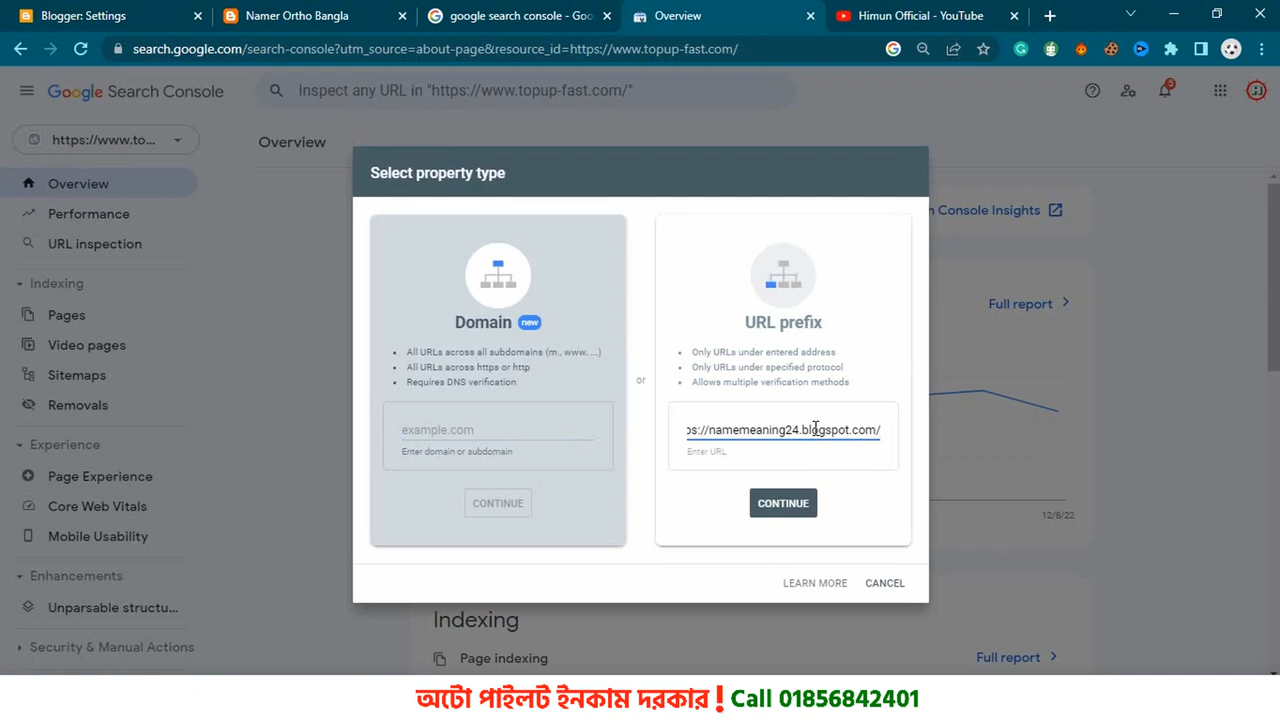 Blogger: Settings
Namer Ortho Bangla
google search console - Goo
Overview
Himun Official - YouTube
search.google.com/search-console?utm_source=about-page&resource_id=https://www.topup-fast.com/
Google Search Console
Inspect any URL in "https://www.topup-fast.com/"
5
https://www.to...
Overview
Overview
Performance
URL inspection
Indexing
Pages
Video pages
Sitemaps
Removals
Experience
Page Experience
Core Web Vitals
Mobile Usability
Enhancements
Unparsable structu...
Security & Manual Actions
Select property type
Domain new
All URLs across all subdomains (m., www. ...)
All URLs across https or http
Requires DNS verification
example.com
Enter domain or subdomain
CONTINUE
or
URL prefix
Only URLs under entered address
Only URLs under specified protocol
Allows multiple verification methods
ps://namemeaning24.blogspot.com/
Enter URL
CONTINUE
LEARN MORE
CANCEL
Console Insights
Full report
12/8/22
Indexing
Page indexing
Full report
অটো পাইলট ইনকাম দরকার ! Call 01856842401